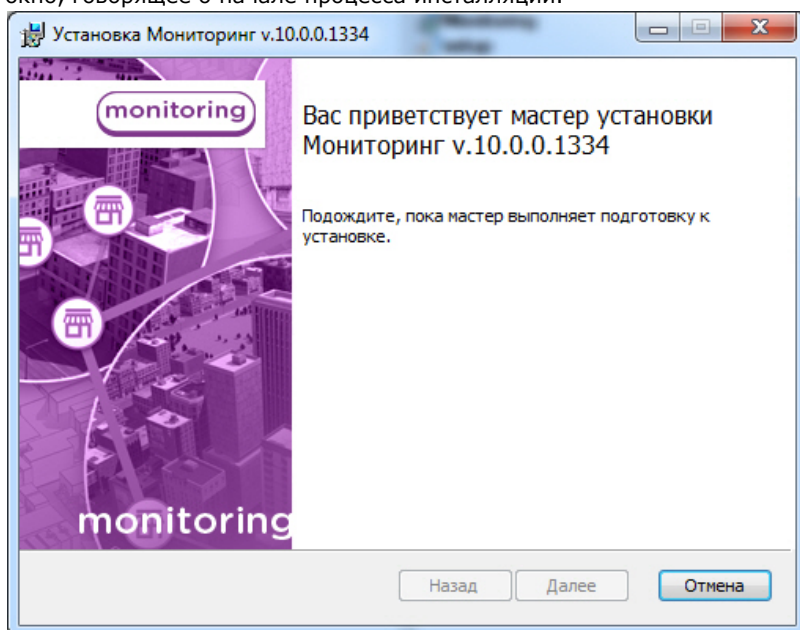 окно, говорящее о начале процесса инсталляции.
Установка Мониторинг v.10.0.0.1334
monitoring
Вас приветствует мастер установки
Мониторинг v.10.0.0.1334
Подождите, пока мастер выполняет подготовку к
установке.
monitoring
Назад
Далее
Отмена